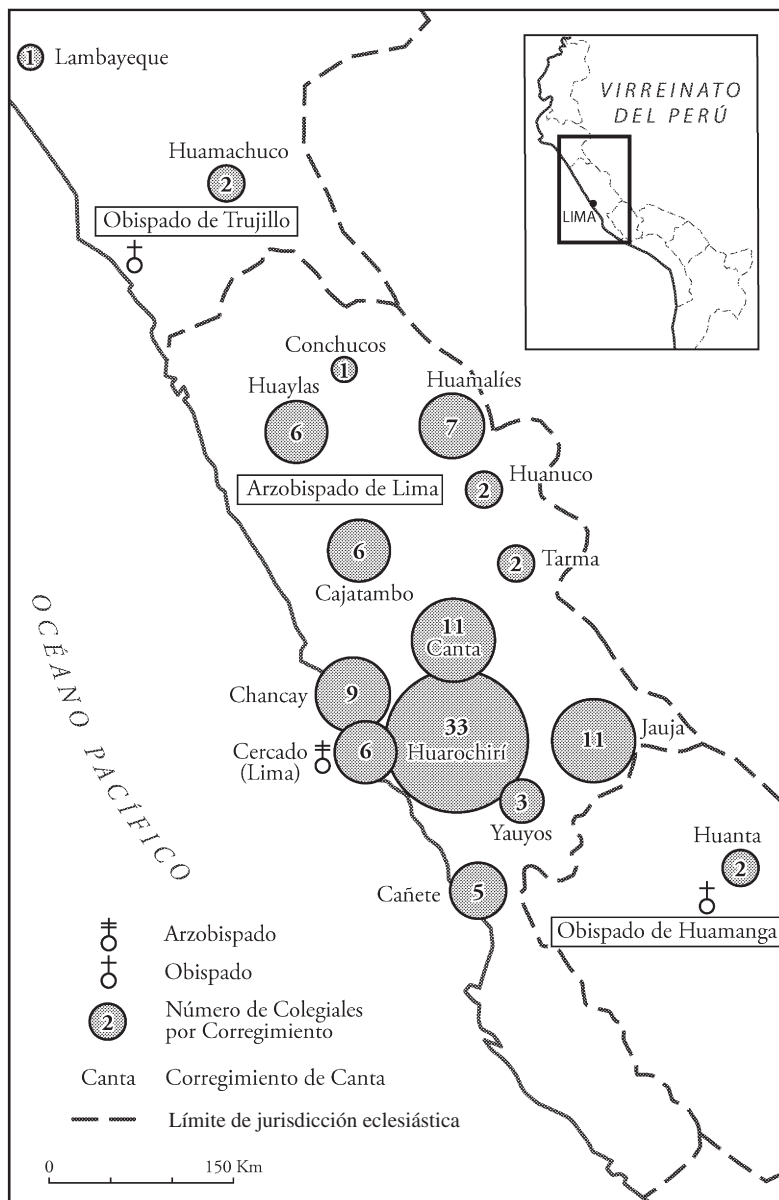 1 Lambayeque
VIRREINATO
DEL PERÚ
LIMA
Huamachuco
2
Obispado de Trujillo
Conchucos
1
Huaylas
6
Huamalíes
7
Arzobispado de Lima
Huanuco
2
6
Cajatambo
Tarma
2
11
Canta
Chancay 9
33
Huarochirí
Cercado
(Lima)
6
11
Jauja
3
Yauyos
Cañete 5
Huanta
2
Obispado de Huamanga
OCÉANO PACÍFICO
Arzobispado
Obispado
2 Número de Colegiales
por Corregimiento
Canta Corregimiento de Canta
Límite de jurisdicción eclesiástica
0 150 Km